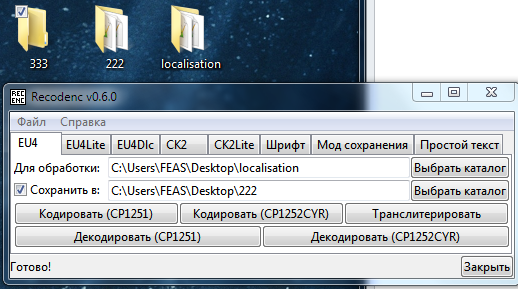 333 222 localisation
REC ENC Recodenc v0.6.0
Файл Справка
EU4 EU4Lite EU4Dlc CK2 CK2Lite Шрифт Мод сохранения Простой текст
Для обработки: C:\Users\FEAS\Desktop\localisation Выбрать каталог
Сохранить в: C:\Users\FEAS\Desktop\222 Выбрать каталог
Кодировать (CP1251) Кодировать (CP1252CYR) Транслитерировать
Декодировать (CP1251) Декодировать (CP1252CYR)
Готово! Закрыть